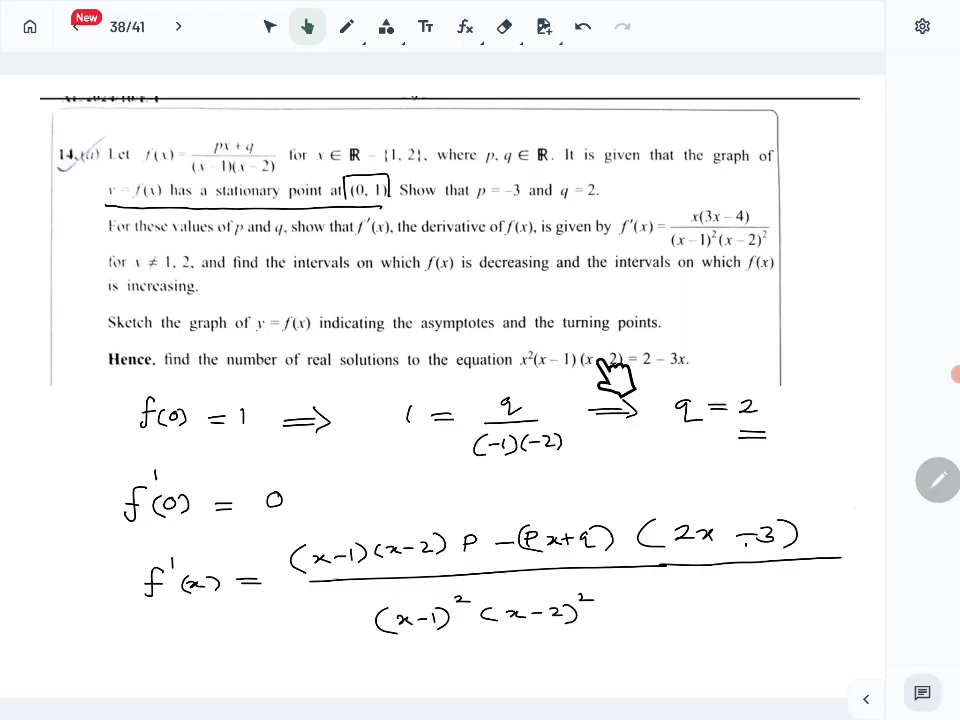 New
38/41
Tт
fx
14.(a) Let f(x) = (px + q)/((x – 1)(x – 2)) for x ∈ ℝ – {1, 2}, where p, q ∈ ℝ. It is given that the graph of
y = f(x) has a stationary point at (0, 1). Show that p = –3 and q = 2.
For these values of p and q, show that f′(x), the derivative of f(x), is given by f′(x) = x(3x – 4)/((x – 1)²(x – 2)²)
for x ≠ 1, 2, and find the intervals on which f(x) is decreasing and the intervals on which f(x)
is increasing.
Sketch the graph of y = f(x) indicating the asymptotes and the turning points.
Hence, find the number of real solutions to the equation x²(x – 1)(x 2) = 2 – 3x.
f(0) = 1 ⟹ 1 = q/((-1)(-2)) ⟹ q = 2
f'(0) = 0
f'(x) = ((x-1)(x-2) p - (px+q) (2x - 3))/((x-1)² (x-2)²)